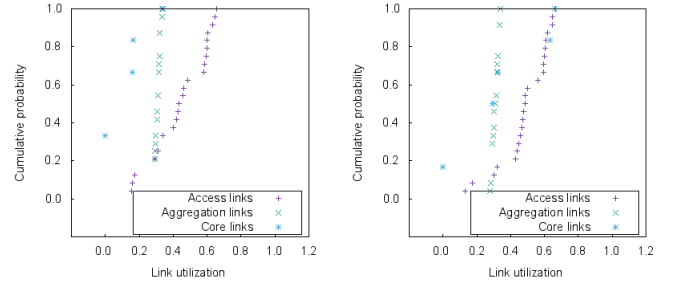 Cumulative probability
1.0
0.8
0.6
0.4
0.2
0.0
Access links
Aggregation links
Core links
0.0 0.2 0.4 0.6 0.8 1.0 1.2
Link utilization
Cumulative probability
1.0
0.8
0.6
0.4
0.2
0.0
Access links
Aggregation links
Core links
0.0 0.2 0.4 0.6 0.8 1.0 1.2
Link utilization